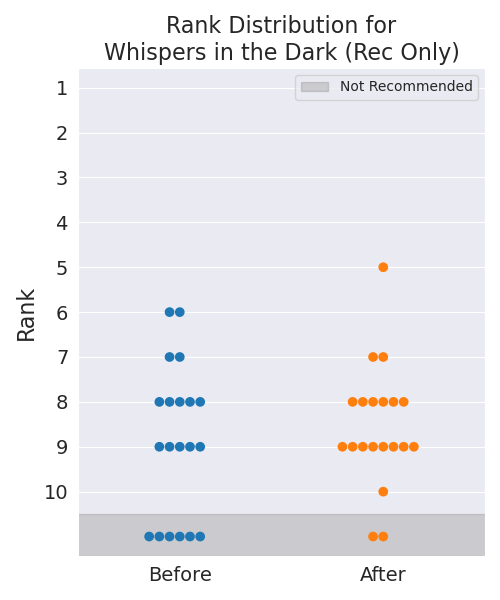 Rank Distribution for
Whispers in the Dark (Rec Only)
Not Recommended
1
2
3
4
5
6
7
8
9
10
Rank
Before
After